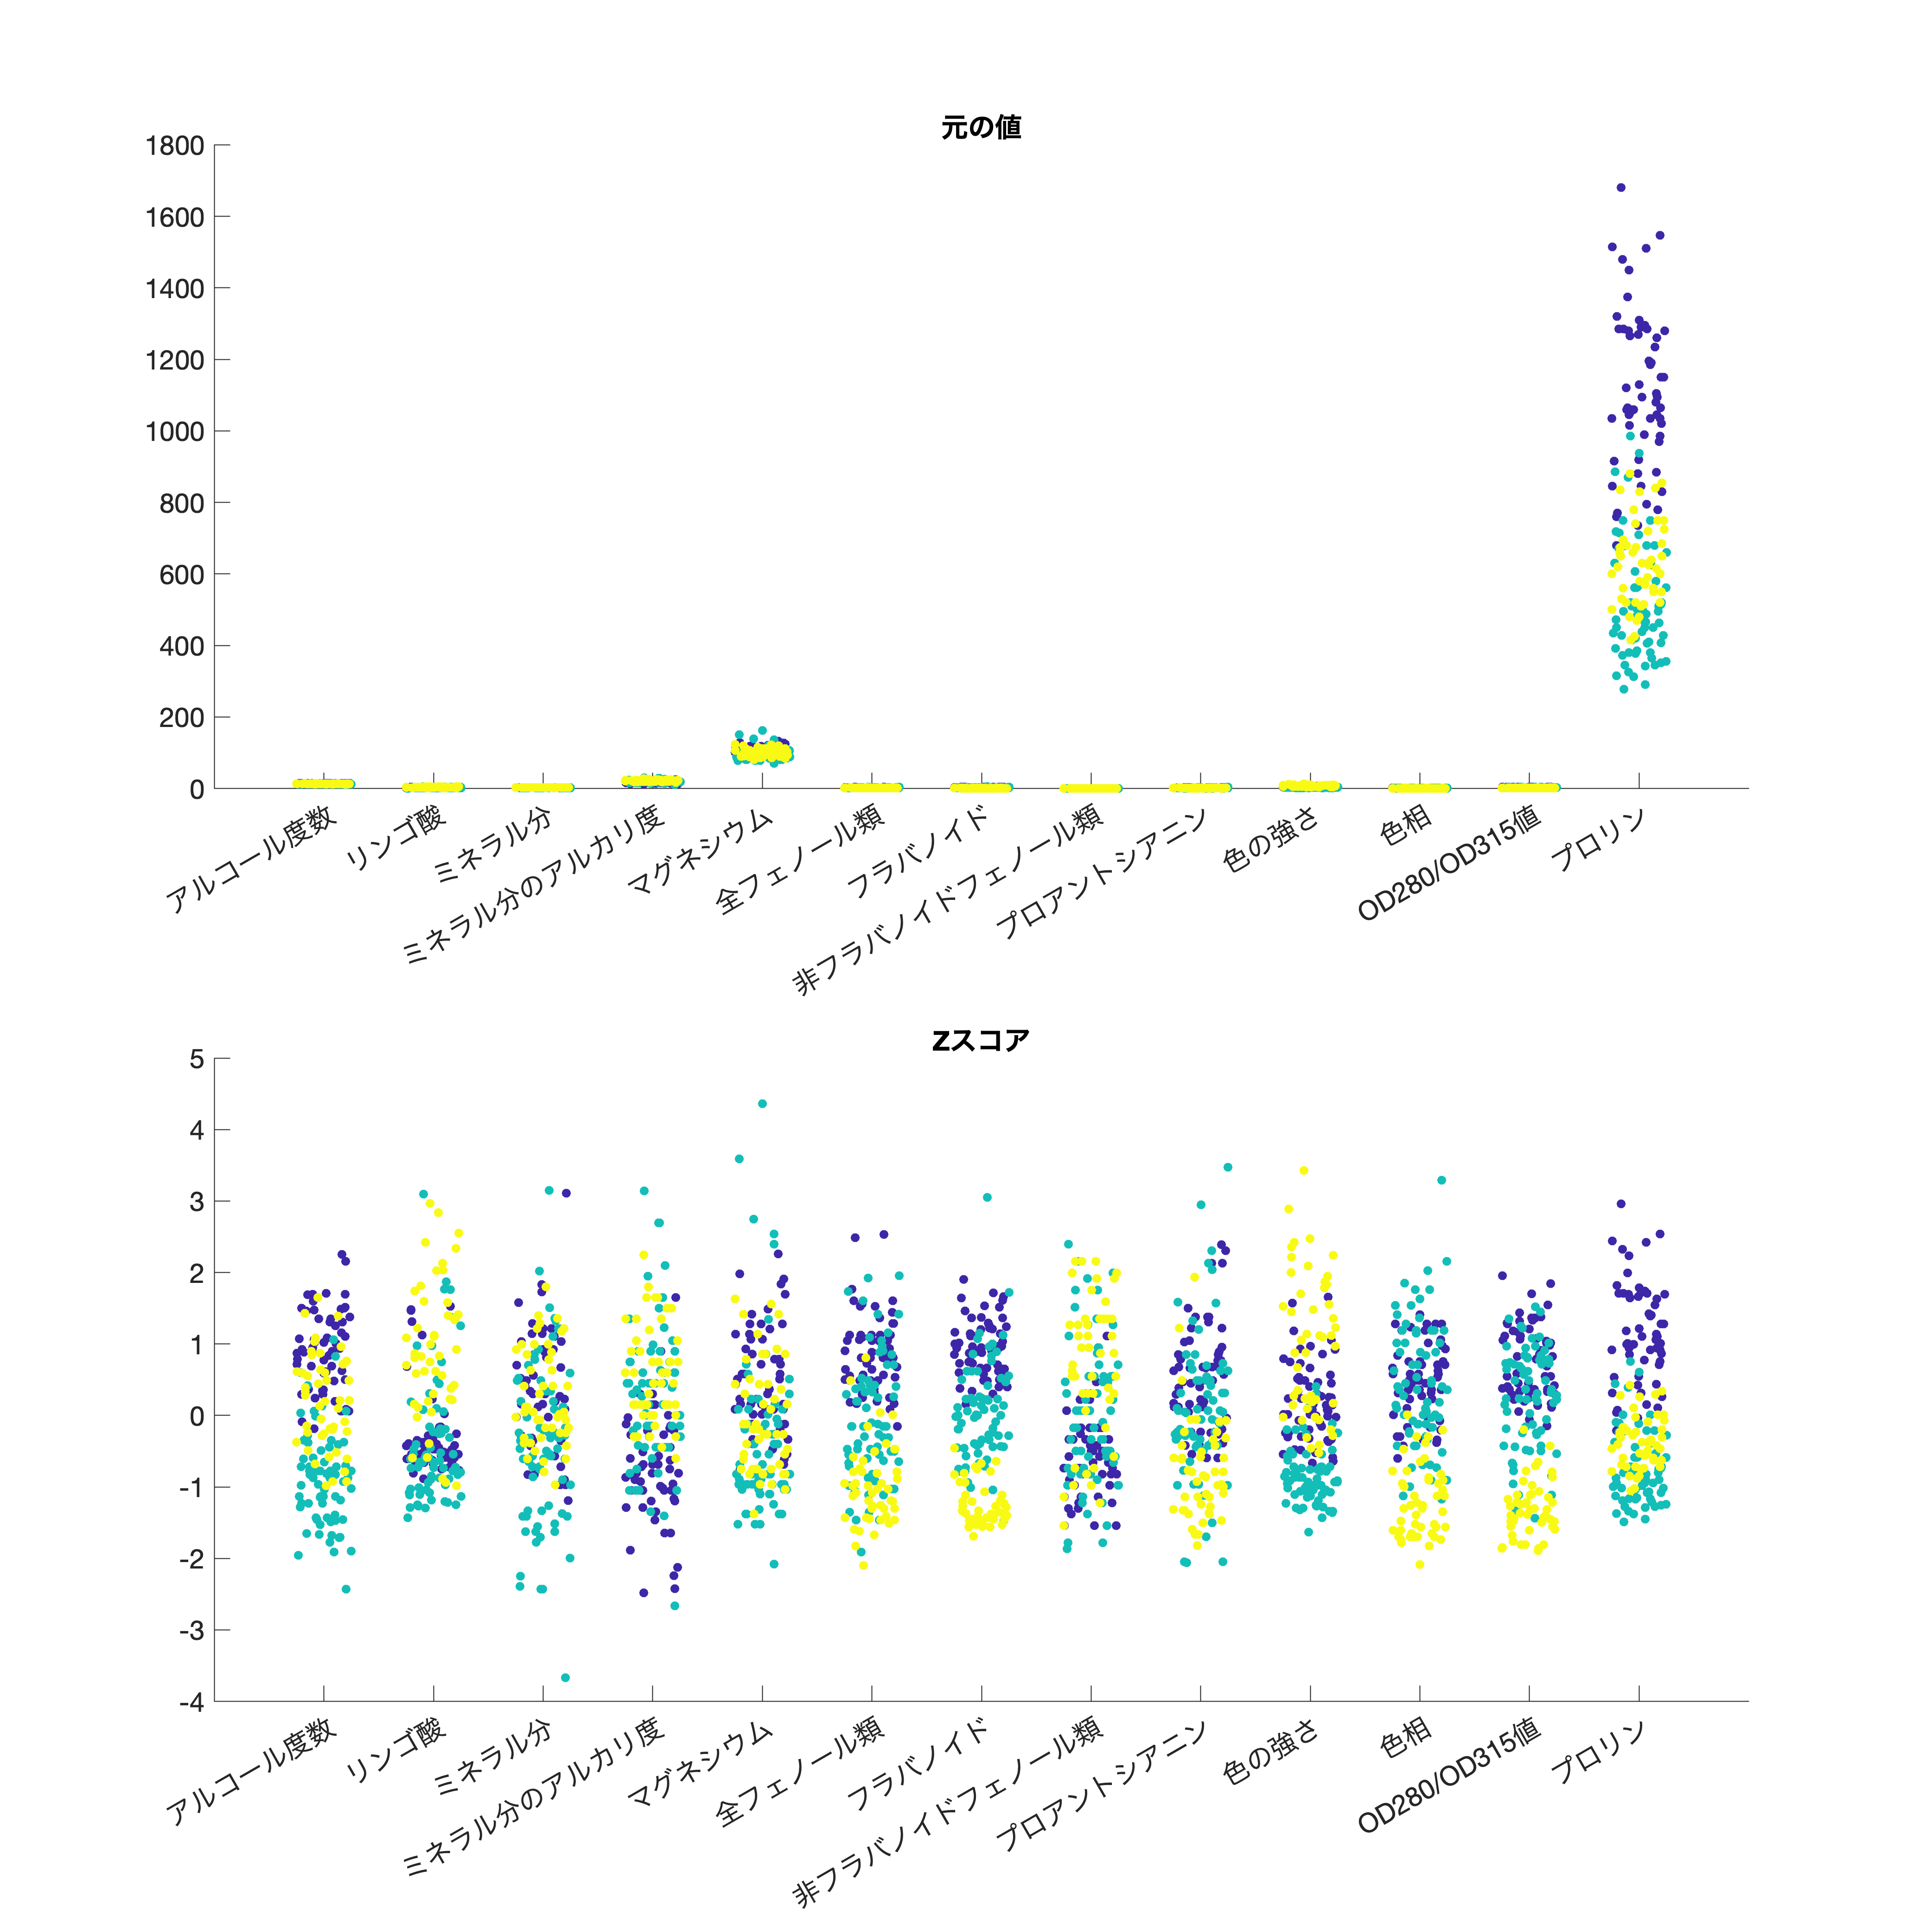 元の値
1800
1600
1400
1200
1000
800
600
400
200
0
アルコール度数
リンゴ酸
ミネラル分
ミネラル分のアルカリ度
マグネシウム
全フェノール類
フラバノイド
非フラバノイドフェノール類
プロアントシアニン
色の強さ
色相
OD280/OD315値
プロリン
Zスコア
5
4
3
2
1
0
-1
-2
-3
-4
アルコール度数
リンゴ酸
ミネラル分
ミネラル分のアルカリ度
マグネシウム
全フェノール類
フラバノイド
非フラバノイドフェノール類
プロアントシアニン
色の強さ
色相
OD280/OD315値
プロリン